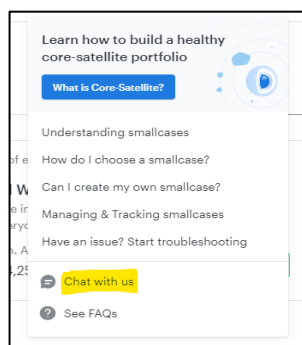 Learn how to build a healthy
core-satellite portfolio
What is Core-Satellite?
Understanding smallcases
of e
How do I choose a smallcase?
Can I create my own smallcase?
Managing & Tracking smallcases
Have an issue? Start troubleshooting
Chat with us
See FAQs